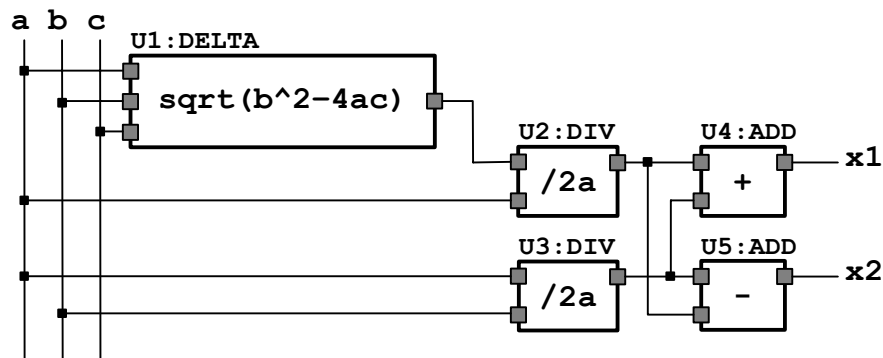 a b c
U1:DELTA
sqrt(b^2-4ac)
U2:DIV
/2a
U4:ADD
+
x1
U3:DIV
/2a
U5:ADD
-
x2